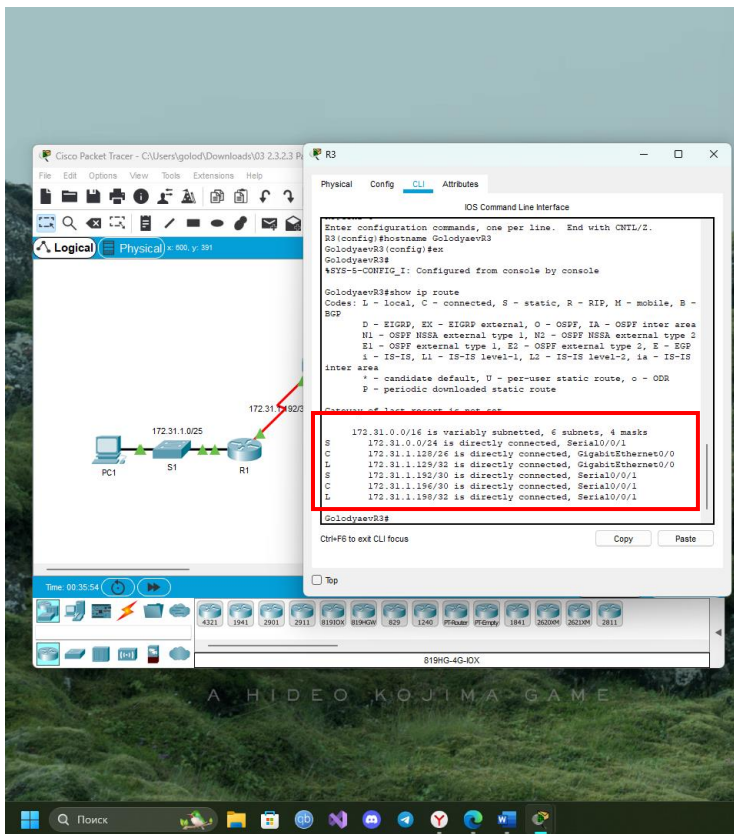 Cisco Packet Tracer - C:\Users\golod\Downloads\03 2.3.2.3 Pa
File Edit Options View Tools Extensions Help
Logical
Physical
x: 600, y: 391
172.31.1.192/3
172.31.1.0/25
PC1
S1
R1
Time: 00:35:54
4321
1941
2901
2911
819IOX
819HGW
829
1240
PT-Router
PT-Empty
1841
2620XM
2621XM
2811
819HG-4G-IOX
R3
Physical Config CLI Attributes
IOS Command Line Interface
Enter configuration commands, one per line. End with CNTL/Z.
R3(config)#hostname GolodyaevR3
GolodyaevR3(config)#ex
GolodyaevR3#
%SYS-5-CONFIG_I: Configured from console by console
GolodyaevR3#show ip route
Codes: L - local, C - connected, S - static, R - RIP, M - mobile, B -
BGP
D - EIGRP, EX - EIGRP external, O - OSPF, IA - OSPF inter area
N1 - OSPF NSSA external type 1, N2 - OSPF NSSA external type 2
E1 - OSPF external type 1, E2 - OSPF external type 2, E - EGP
i - IS-IS, L1 - IS-IS level-1, L2 - IS-IS level-2, ia - IS-IS
inter area
* - candidate default, U - per-user static route, o - ODR
P - periodic downloaded static route
Gateway of last resort is not set
172.31.0.0/16 is variably subnetted, 6 subnets, 4 masks
S 172.31.0.0/24 is directly connected, Serial0/0/1
C 172.31.1.128/26 is directly connected, GigabitEthernet0/0
L 172.31.1.129/32 is directly connected, GigabitEthernet0/0
S 172.31.1.192/30 is directly connected, Serial0/0/1
C 172.31.1.196/30 is directly connected, Serial0/0/1
L 172.31.1.198/32 is directly connected, Serial0/0/1
GolodyaevR3#
Ctrl+F6 to exit CLI focus
Copy
Paste
Top
A HIDEO KOJIMA GAME
Поиск